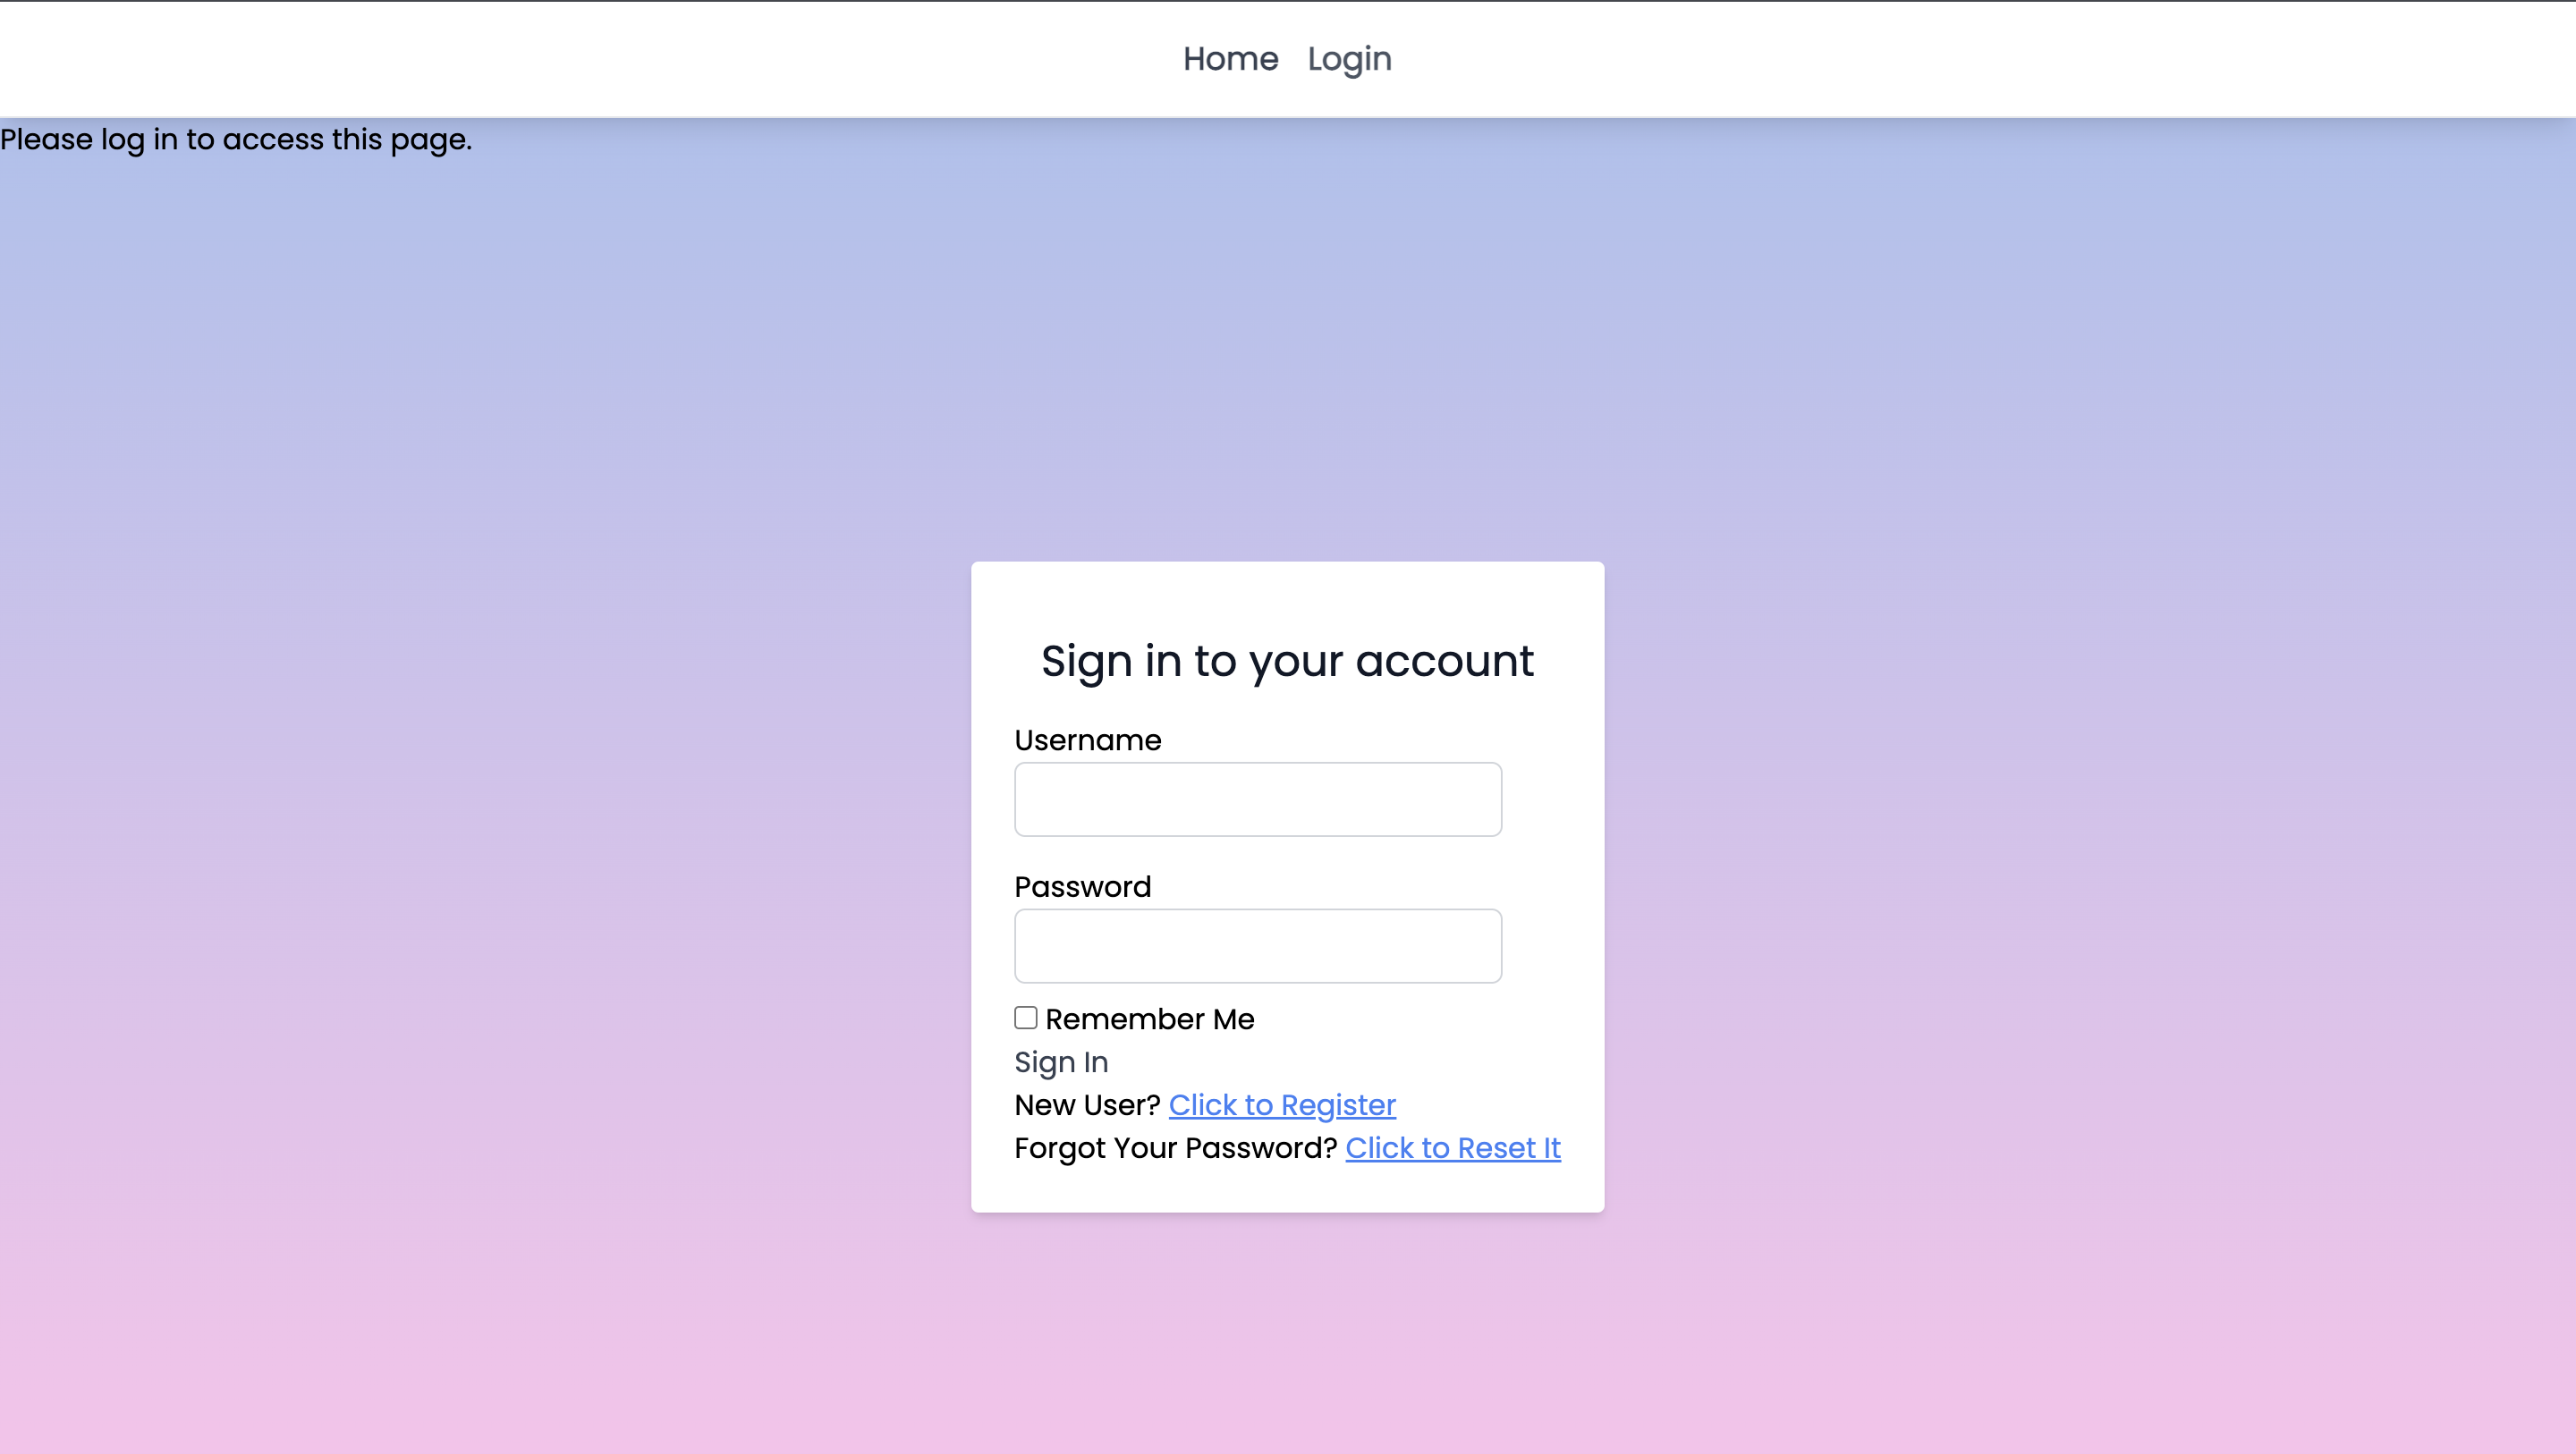 Home Login
Please log in to access this page.
Sign in to your account
Username
Password
Remember Me
Sign In
New User? Click to Register
Forgot Your Password? Click to Reset It